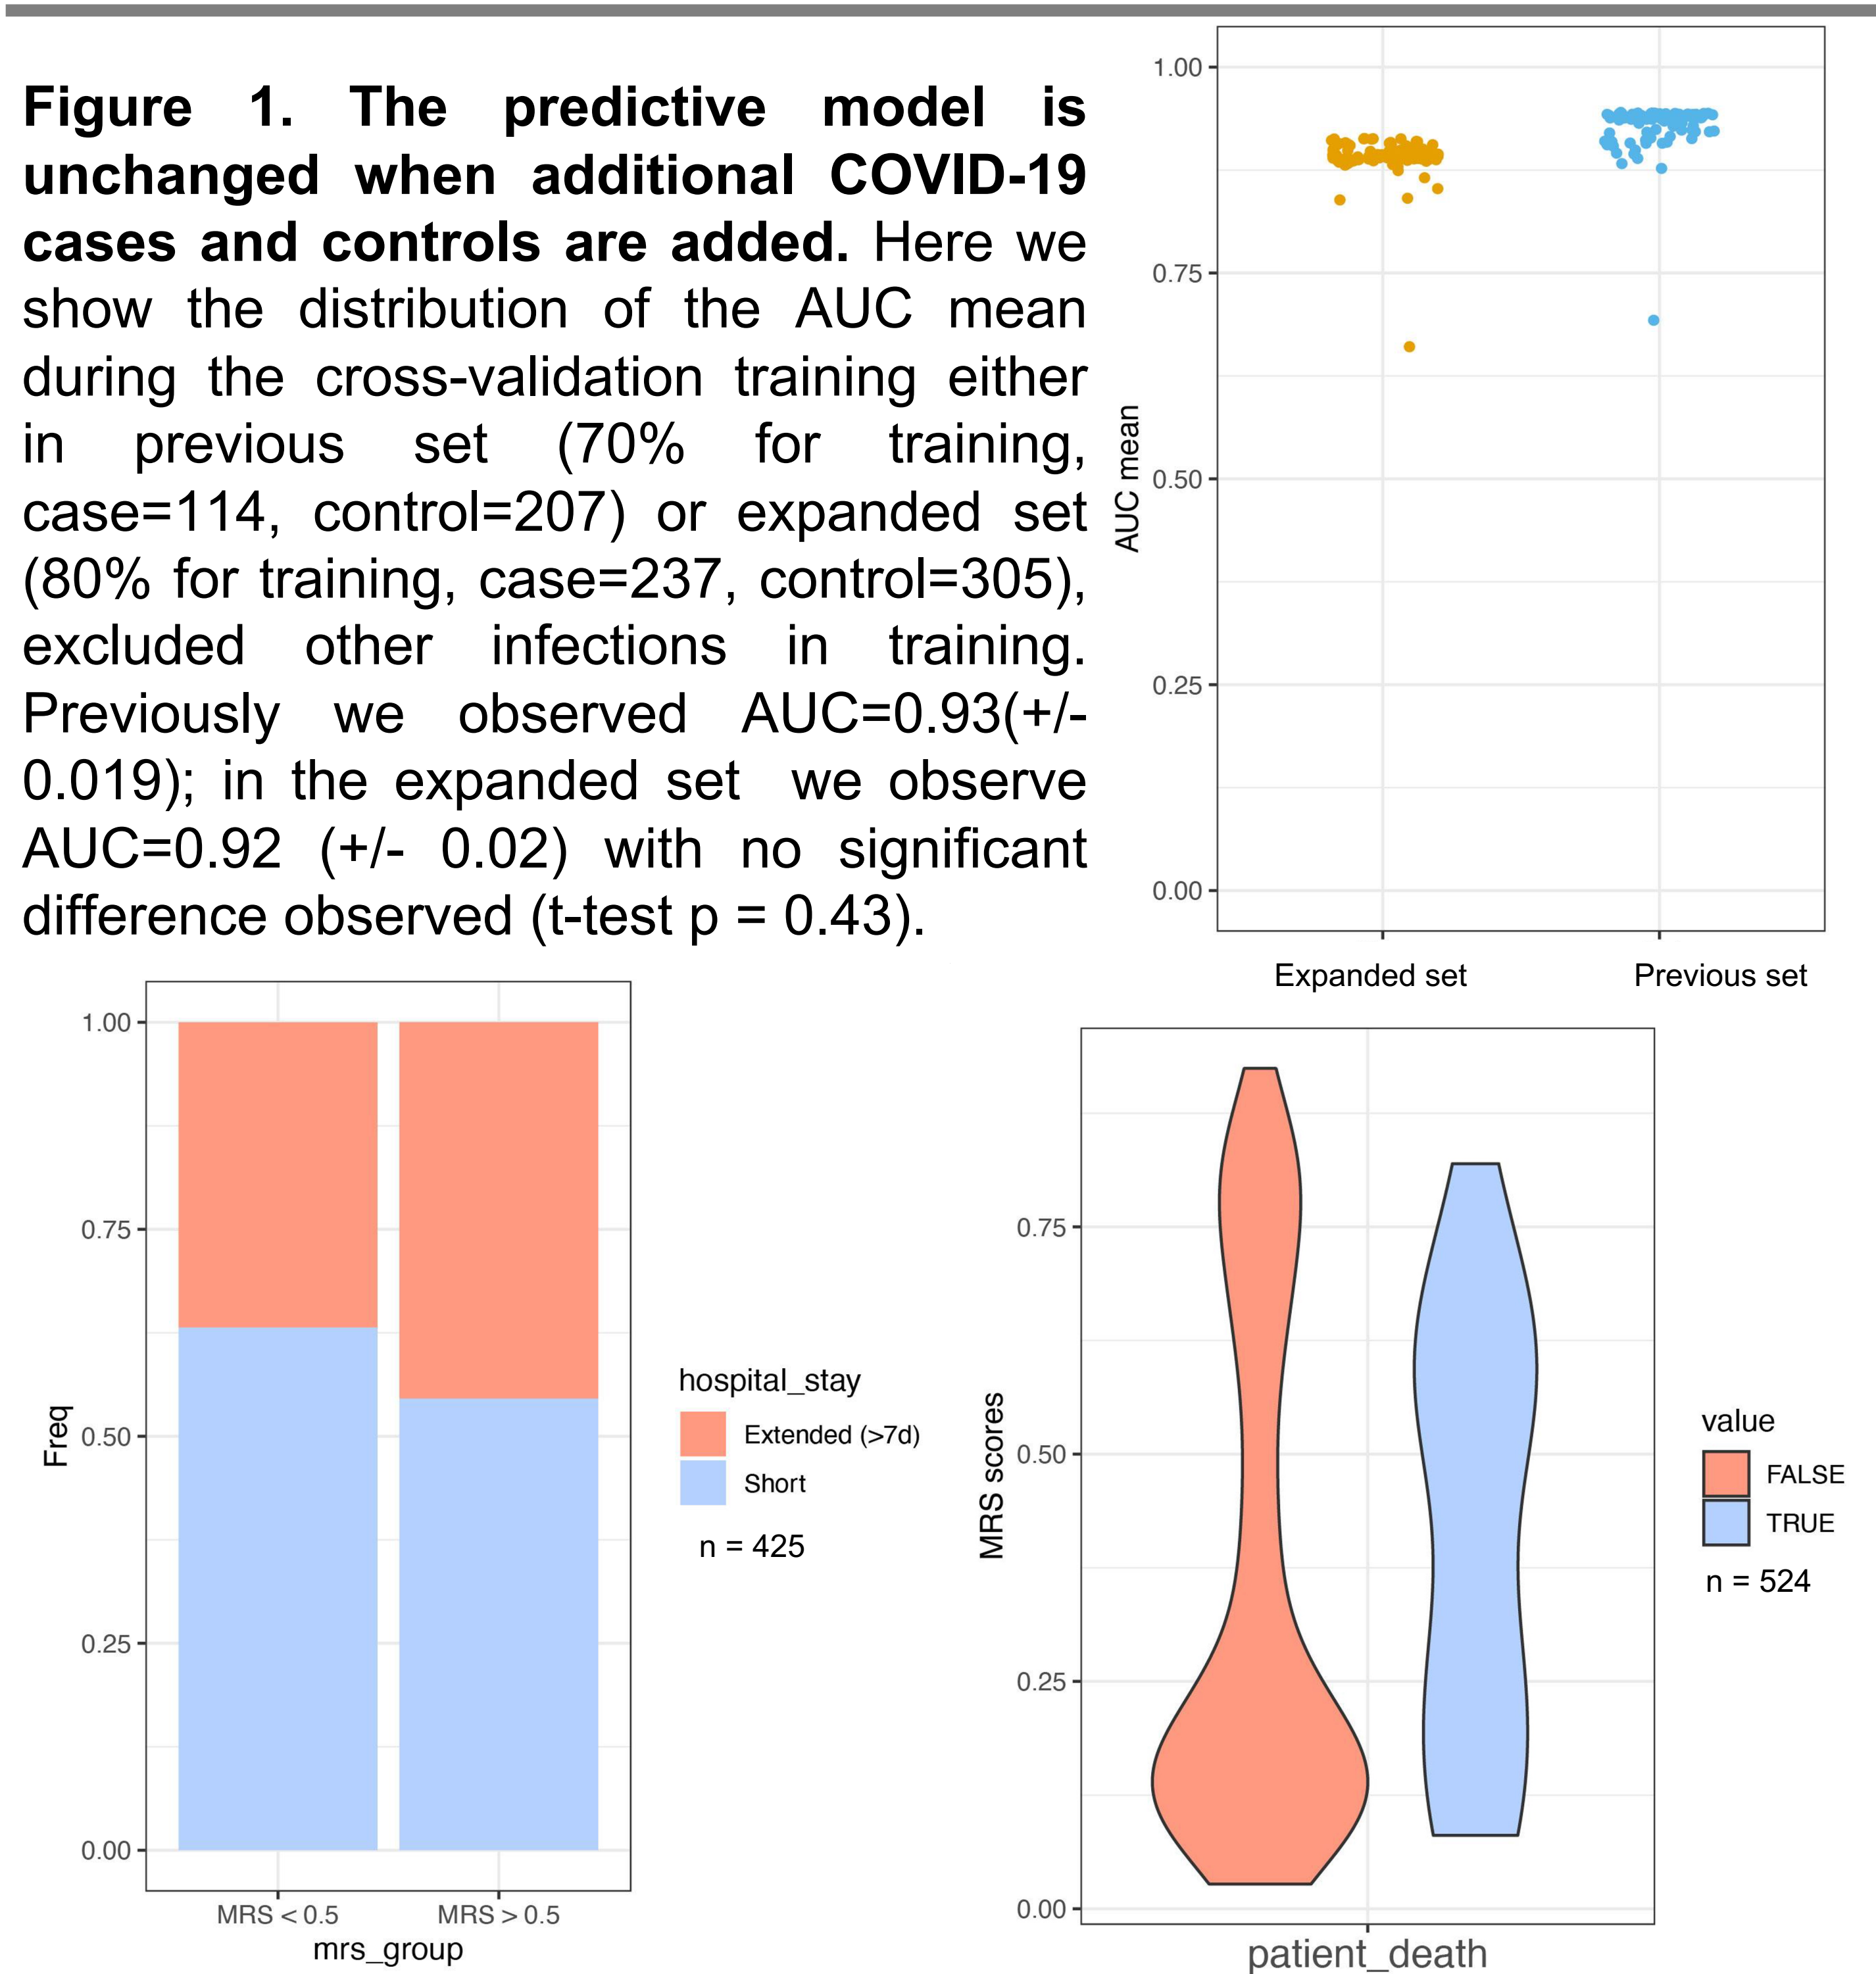 Figure 1. The predictive model is
unchanged when additional COVID-19
cases and controls are added. Here we
show the distribution of the AUC mean
during the cross-validation training either
in previous set (70% for training,
case=114, control=207) or expanded set
(80% for training, case=237, control=305),
excluded other infections in training.
Previously we observed AUC=0.93(+/-
0.019); in the expanded set we observe
AUC=0.92 (+/- 0.02) with no significant
difference observed (t-test p = 0.43).
1.00
0.75
0.50
0.25
0.00
AUC mean
Expanded set
Previous set
1.00
0.75
0.50
0.25
0.00
Freq
MRS < 0.5
MRS > 0.5
mrs_group
hospital_stay
Extended (>7d)
Short
n = 425
0.75
0.50
0.25
0.00
MRS scores
patient_death
value
FALSE
TRUE
n = 524